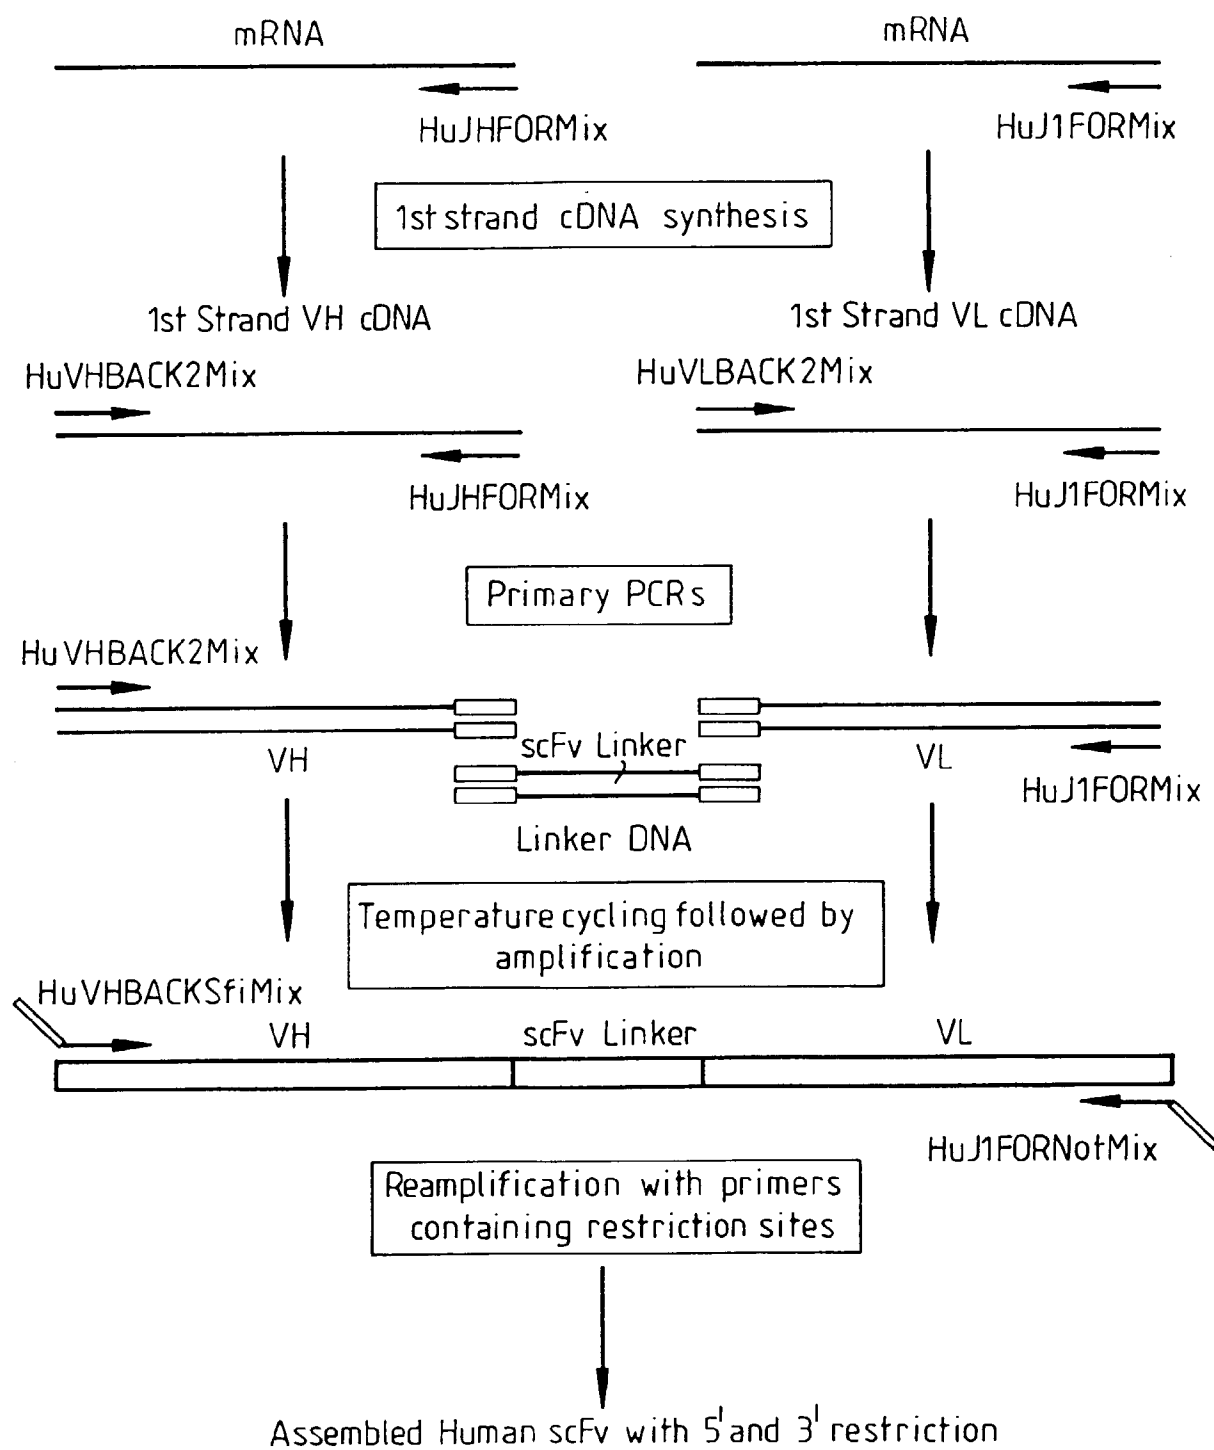 mRNA
mRNA
HuJHFORMix
HuJ1FORMix
1st strand cDNA synthesis
1st Strand VH cDNA
1st Strand VL cDNA
HuVHBACK2Mix
HuVLBACK2Mix
HuJHFORMix
HuJ1FORMix
Primary PCRs
HuVHBACK2Mix
VH
scFv Linker
VL
HuJ1FORMix
Linker DNA
Temperature cycling followed by
amplification
HuVHBACKSfiMix
VH
scFv Linker
VL
HuJ1FORNotMix
Reamplification with primers
containing restriction sites
Assembled Human scFv with 5' and 3' restriction